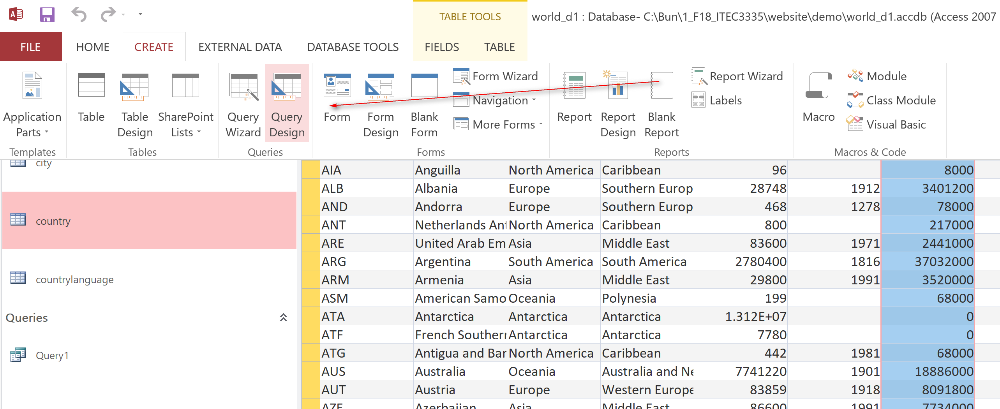 TABLE TOOLS
world_d1 : Database- C:\Bun\1_F18_ITEC3335\website\demo\world_d1.accdb (Access 2007
FILE HOME CREATE EXTERNAL DATA DATABASE TOOLS FIELDS TABLE
Application Parts
Table
Table Design
SharePoint Lists
Query Wizard
Query Design
Form
Form Design
Blank Form
Form Wizard
Navigation
More Forms
Report
Report Design
Blank Report
Report Wizard
Labels
Macro
Module
Class Module
Visual Basic
Templates Tables Queries Forms Reports Macros & Code
city
country
countrylanguage
Queries
Query1
AIA Anguilla North America Caribbean 96 8000
ALB Albania Europe Southern Europ 28748 1912 3401200
AND Andorra Europe Southern Europ 468 1278 78000
ANT Netherlands Ant North America Caribbean 800 217000
ARE United Arab Em Asia Middle East 83600 1971 2441000
ARG Argentina South America South America 2780400 1816 37032000
ARM Armenia Asia Middle East 29800 1991 3520000
ASM American Samo Oceania Polynesia 199 68000
ATA Antarctica Antarctica Antarctica 1.312E+07 0
ATF French Southern Antarctica Antarctica 7780 0
ATG Antigua and Bar North America Caribbean 442 1981 68000
AUS Australia Oceania Australia and Ne 7741220 1901 18886000
AUT Austria Europe Western Europe 83859 1918 8091800
AZE Azerbaijan Asia Middle East 86600 1991 7734000